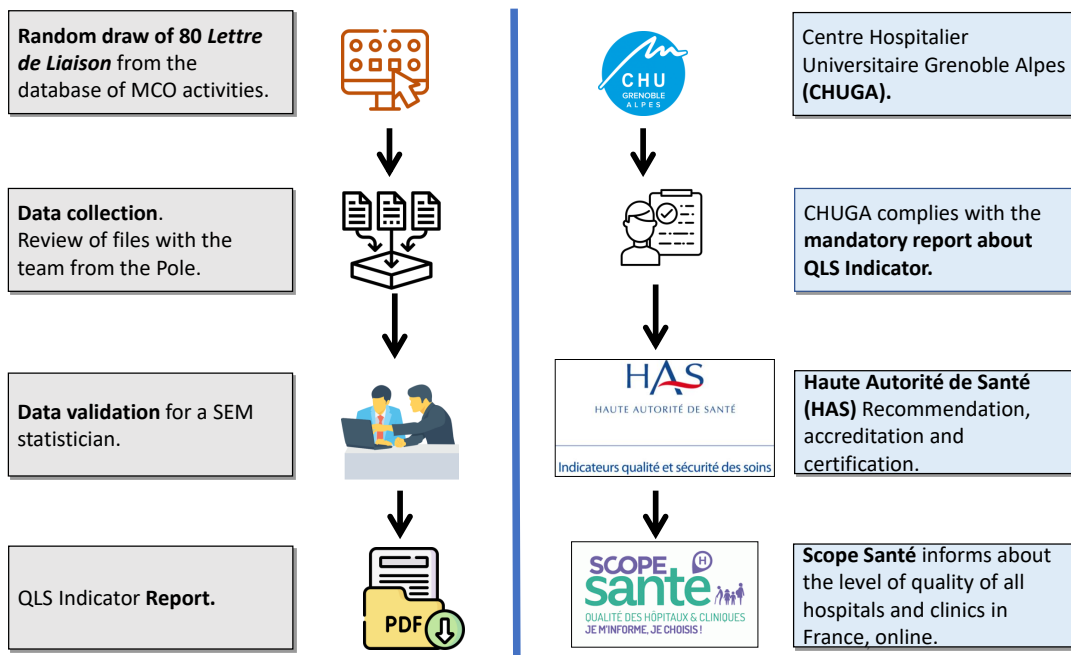 Random draw of 80 Lettre
de Liaison from the
database of MCO activities.
Data collection.
Review of files with the
team from the Pole.
Data validation for a SEM
statistician.
QLS Indicator Report.
PDF
CHU
GRENOBLE
ALPES
Centre Hospitalier
Universitaire Grenoble Alpes
(CHUGA).
CHUGA complies with the
mandatory report about
QLS Indicator.
HAS
HAUTE AUTORITÉ DE SANTÉ
Indicateurs qualité et sécurité des soins
Haute Autorité de Santé
(HAS) Recommendation,
accreditation and
certification.
SCOPE
H
santé
QUALITÉ DES HÔPITAUX & CLINIQUES
JE M'INFORME, JE CHOISIS !
Scope Santé informs about
the level of quality of all
hospitals and clinics in
France, online.